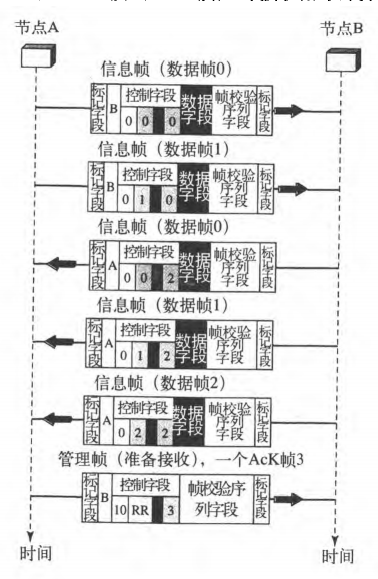 节点A
节点B
信息帧（数据帧0）
标记字段 B 控制字段 0 0 0 数据字段 帧校验序列字段 标记字段
信息帧（数据帧1）
标记字段 B 控制字段 0 1 0 数据字段 帧校验序列字段 标记字段
信息帧（数据帧0）
标记字段 A 控制字段 0 0 2 数据字段 帧校验序列字段 标记字段
信息帧（数据帧1）
标记字段 A 控制字段 0 1 2 数据字段 帧校验序列字段 标记字段
信息帧（数据帧2）
标记字段 A 控制字段 0 2 2 数据字段 帧校验序列字段 标记字段
管理帧（准备接收），一个AcK帧3
标记字段 B 控制字段 10 RR 3 帧校验序列字段 标记字段
时间
时间